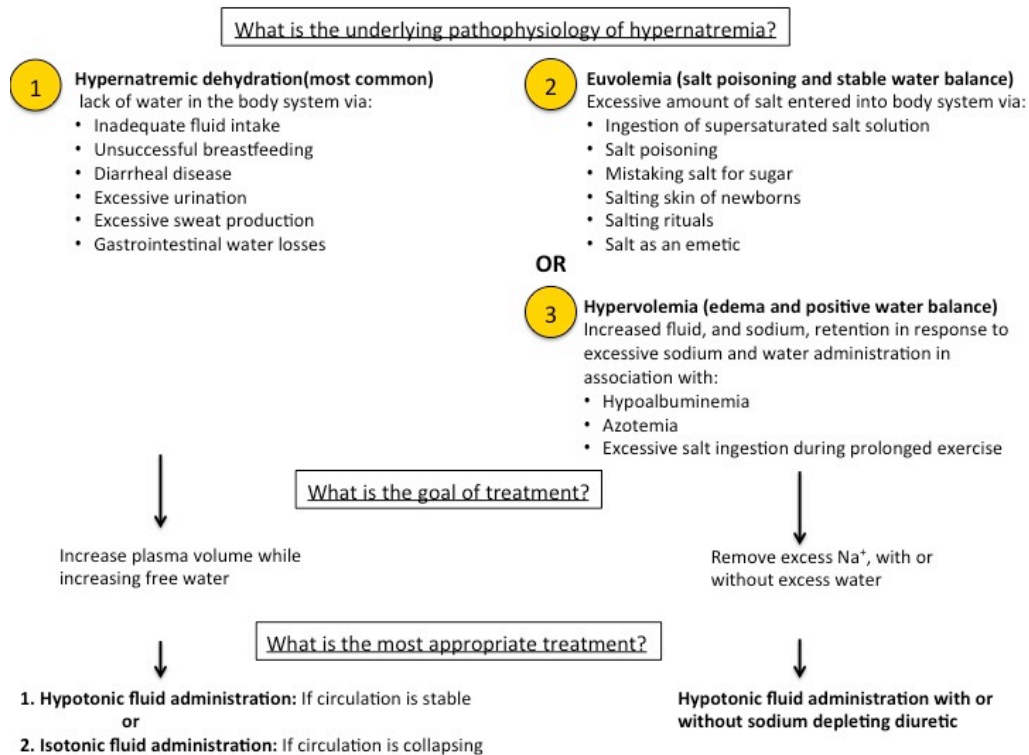 What is the underlying pathophysiology of hypernatremia?
1
Hypernatremic dehydration(most common)
lack of water in the body system via:
• Inadequate fluid intake
• Unsuccessful breastfeeding
• Diarrheal disease
• Excessive urination
• Excessive sweat production
• Gastrointestinal water losses
2
Euvolemia (salt poisoning and stable water balance)
Excessive amount of salt entered into body system via:
• Ingestion of supersaturated salt solution
• Salt poisoning
• Mistaking salt for sugar
• Salting skin of newborns
• Salting rituals
• Salt as an emetic
OR
3
Hypervolemia (edema and positive water balance)
Increased fluid, and sodium, retention in response to
excessive sodium and water administration in
association with:
• Hypoalbuminemia
• Azotemia
• Excessive salt ingestion during prolonged exercise
What is the goal of treatment?
Increase plasma volume while
increasing free water
Remove excess Na⁺, with or
without excess water
What is the most appropriate treatment?
1. Hypotonic fluid administration: If circulation is stable
or
2. Isotonic fluid administration: If circulation is collapsing
Hypotonic fluid administration with or
without sodium depleting diuretic